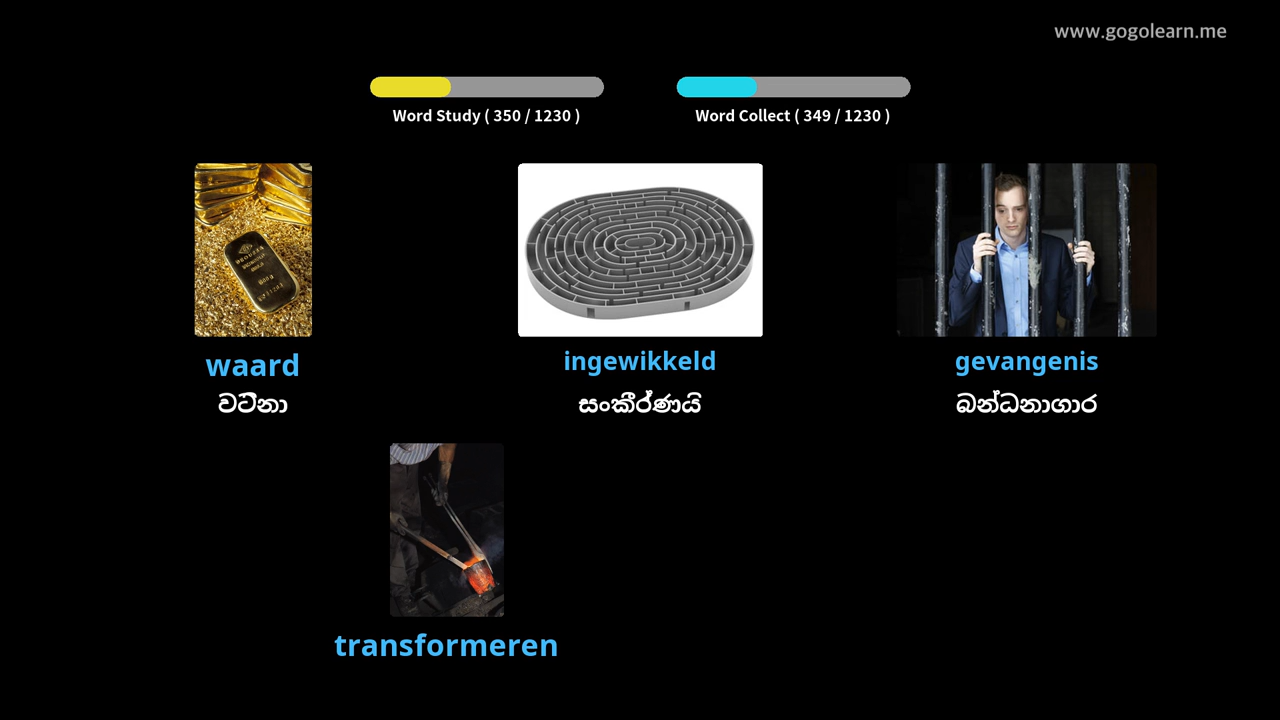 www.gogolearn.me
Word Study ( 350 / 1230 )
Word Collect ( 349 / 1230 )
waard
ingewikkeld
gevangenis
වටිනා
සංකීර්ණයි
බන්ධනාගාර
transformeren